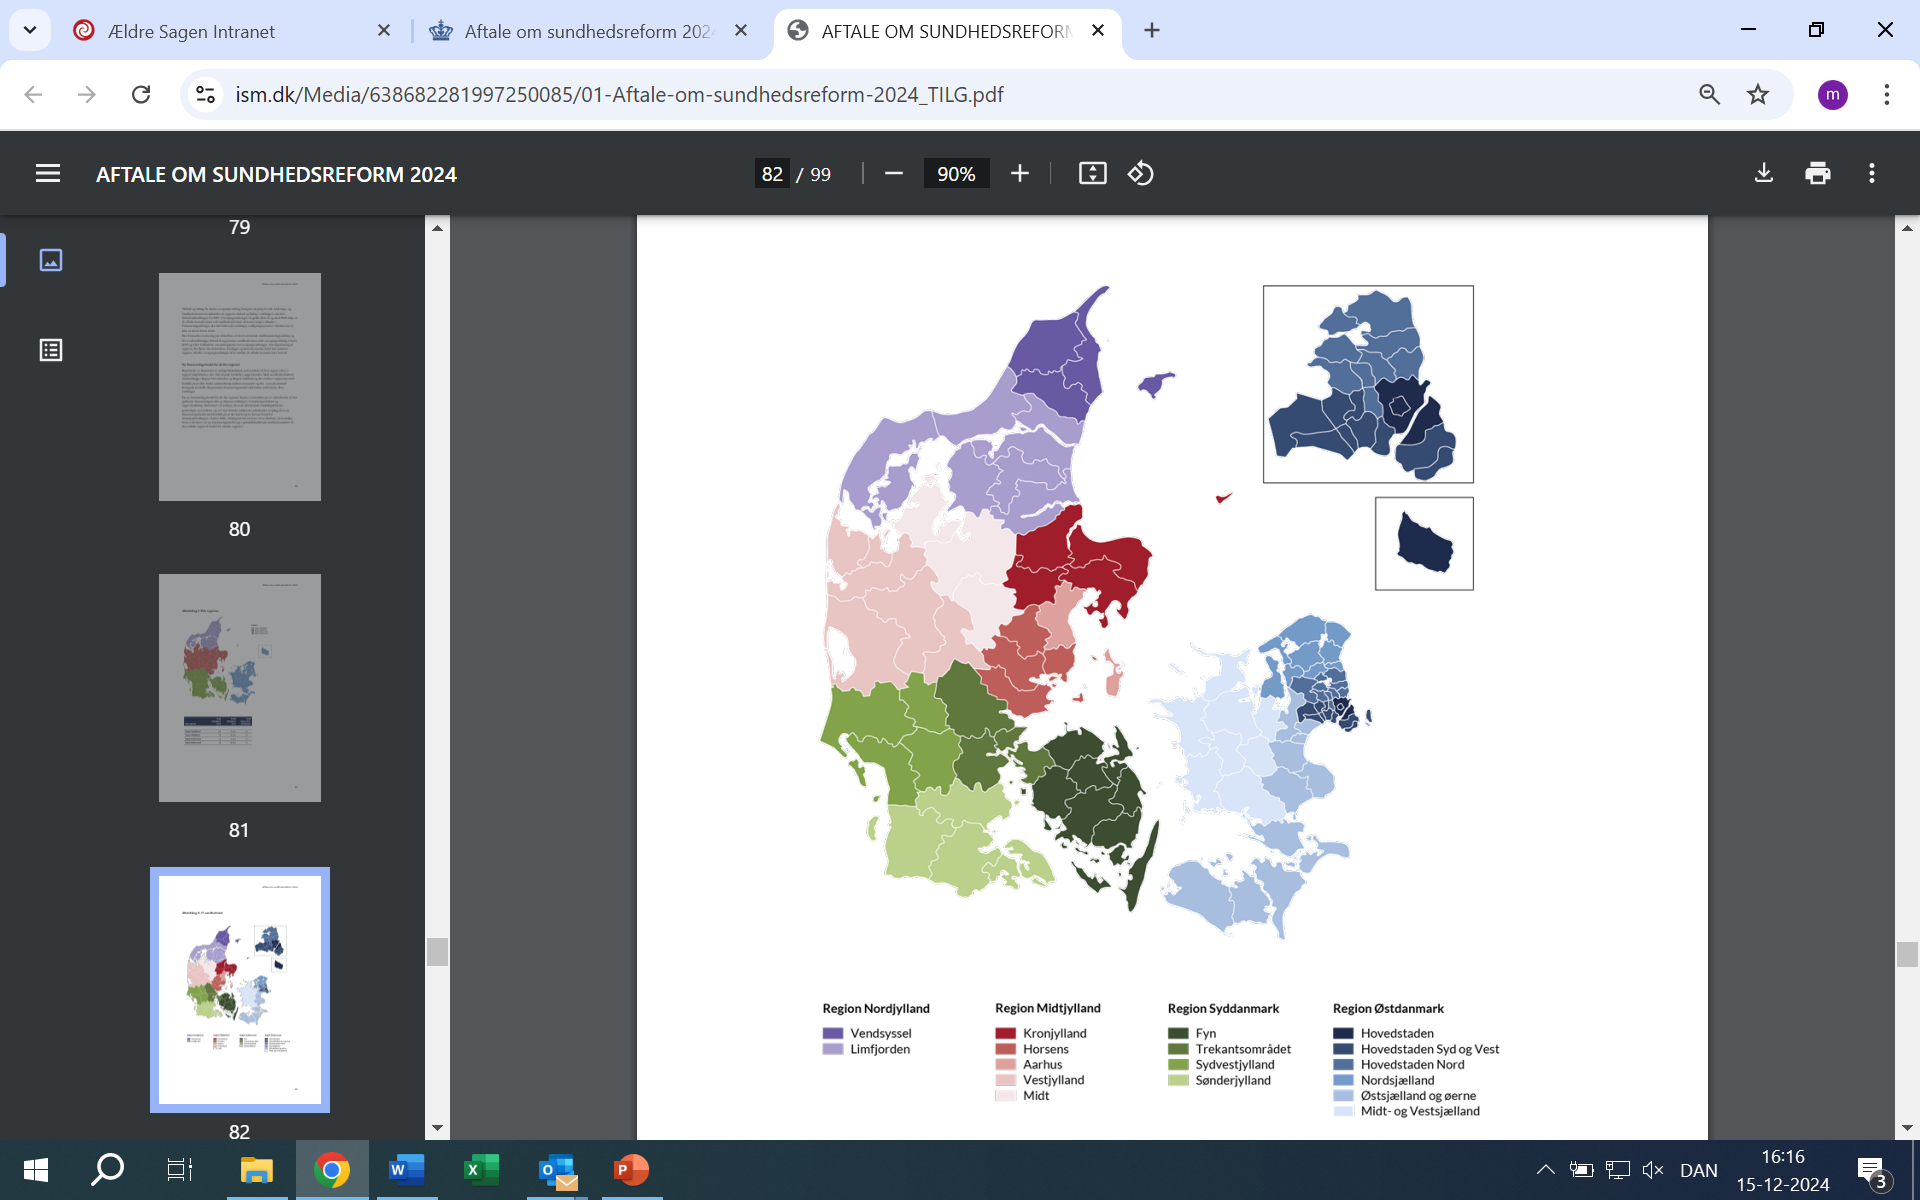 Ældre Sagen Intranet
Aftale om sundhedsreform 202
AFTALE OM SUNDHEDSREFORM
ism.dk/Media/638682281997250085/01-Aftale-om-sundhedsreform-2024_TILG.pdf
m
AFTALE OM SUNDHEDSREFORM 2024
82 / 99
90%
79
80
81
82
Region Nordjylland
Vendsyssel
Limfjorden
Region Midtjylland
Kronjylland
Horsens
Aarhus
Vestjylland
Midt
Region Syddanmark
Fyn
Trekantsområdet
Sydvestjylland
Sønderjylland
Region Østdanmark
Hovedstaden
Hovedstaden Syd og Vest
Hovedstaden Nord
Nordsjælland
Østsjælland og øerne
Midt- og Vestsjælland
DAN
16:16
15-12-2024
3